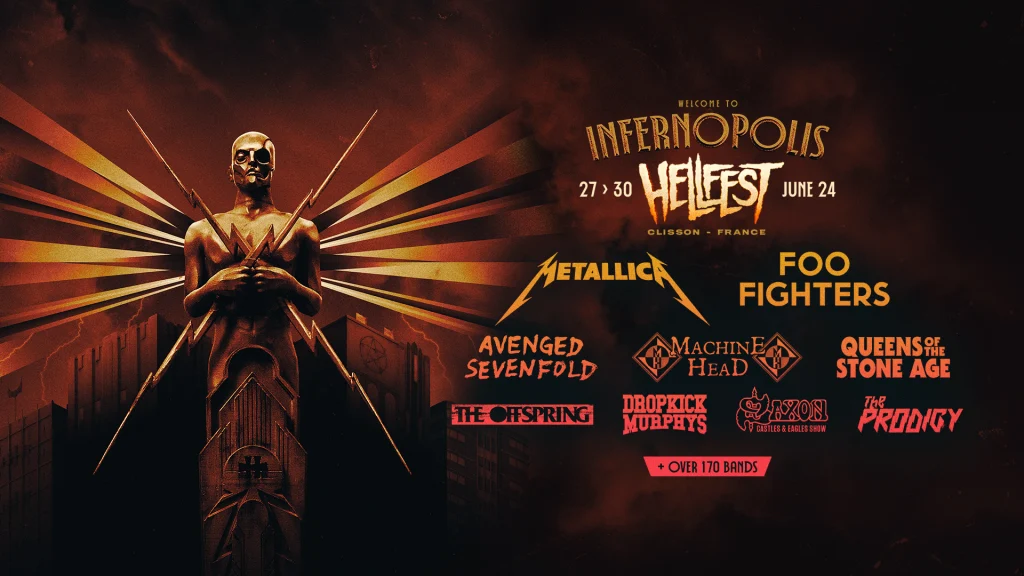 WELCOME TO
INFERNOPOLIS
27 › 30 HELLFEST JUNE 24
CLISSON - FRANCE
METALLICA
FOO
FIGHTERS
AVENGED
SEVENFOLD
MACHINE
HEAD
QUEENS OF THE
STONE AGE
THE OFFSPRING
DROPKICK
MURPHYS
SAXON
CASTLES & EAGLES SHOW
THE
PRODIGY
+ OVER 170 BANDS